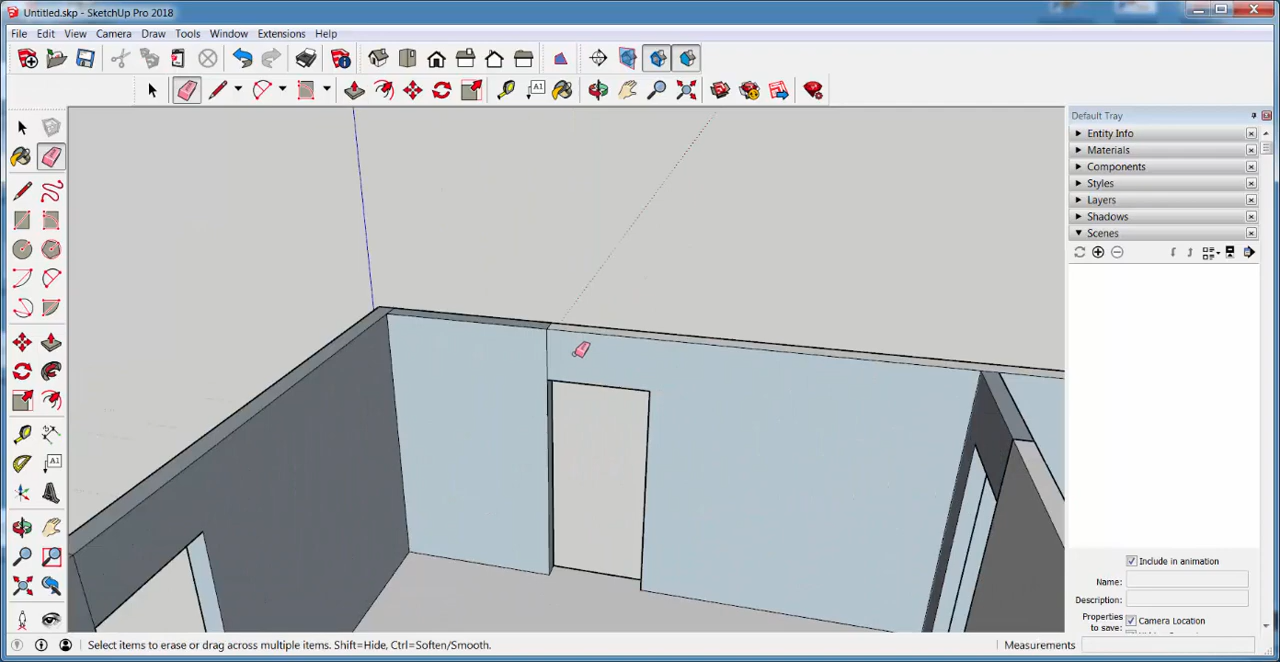 Untitled.skp - SketchUp Pro 2018
File Edit View Camera Draw Tools Window Extensions Help
A1
Default Tray
Entity Info
Materials
Components
Styles
Layers
Shadows
Scenes
A1
Include in animation
Name:
Description:
Properties
to save:
Camera Location
Select items to erase or drag across multiple items. Shift=Hide, Ctrl=Soften/Smooth.
Measurements